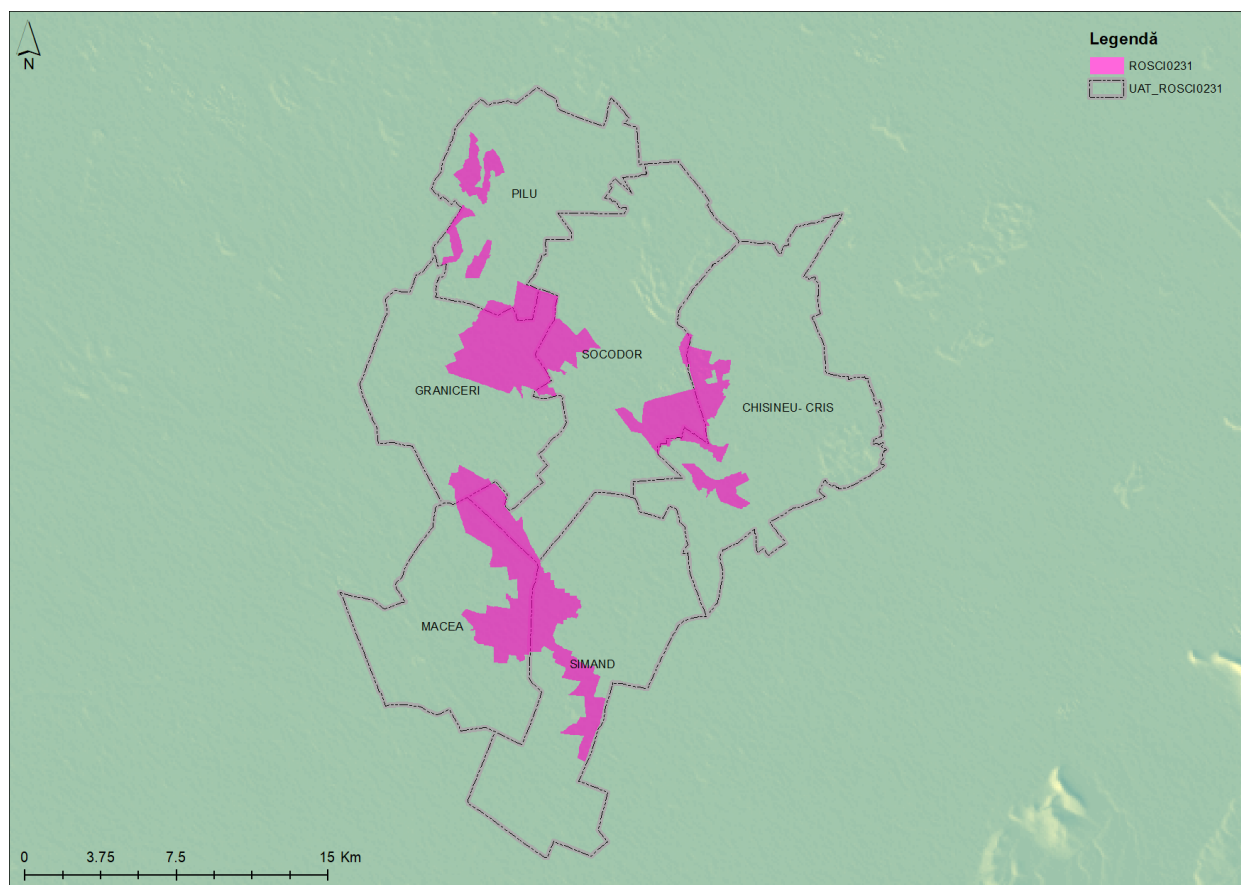 N
Legendă
ROSCI0231
UAT_ROSCI0231
PILU
SOCODOR
GRANICERI
CHISINEU- CRIS
MACEA
SIMAND
0 3.75 7.5 15 Km